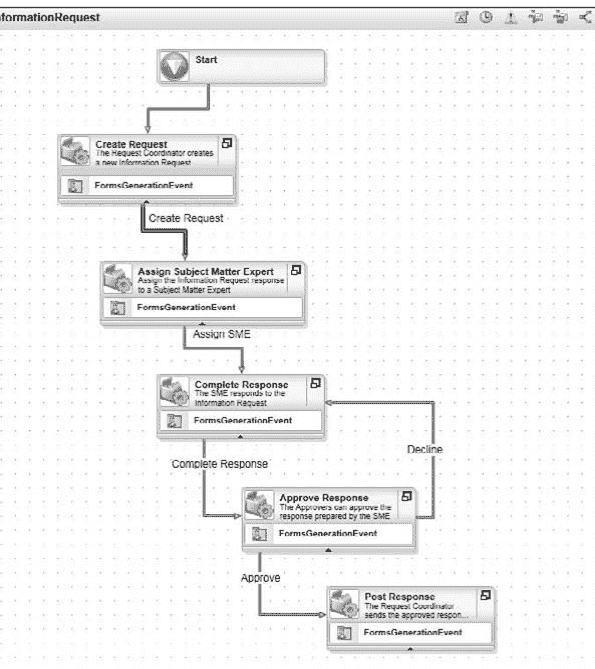 nformationRequest
Start
Create Request
The Request Coordinator creates
a new Information Request
FormsGenerationEvent
Create Request
Assign Subject Matter Expert
Assign the Information Request response
to a Subject Matter Expert
FormsGenerationEvent
Assign SME
Complete Response
The SME responds to the
Information Request
FormsGenerationEvent
Decline
Complete Response
Approve Response
The Approvers can approve the
response prepared by the SME
FormsGenerationEvent
Approve
Post Response
The Request Coordinator
sends the approved respon...
FormsGenerationEvent